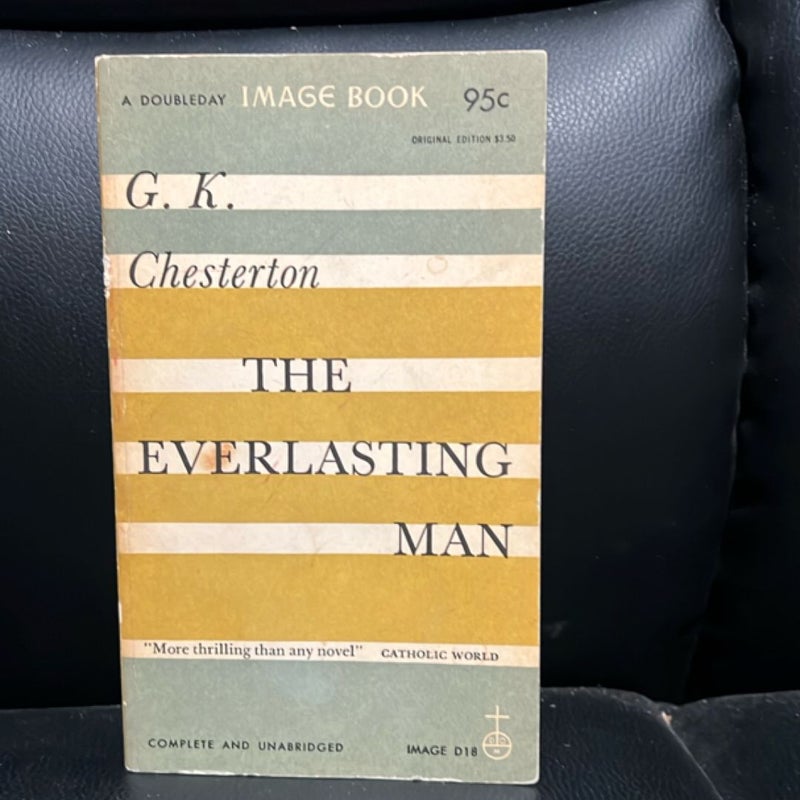 A DOUBLEDAY IMAGE BOOK 95c
ORIGINAL EDITION $3.50
G. K.
Chesterton
THE
EVERLASTING
MAN
"More thrilling than any novel" CATHOLIC WORLD
COMPLETE AND UNABRIDGED IMAGE D18